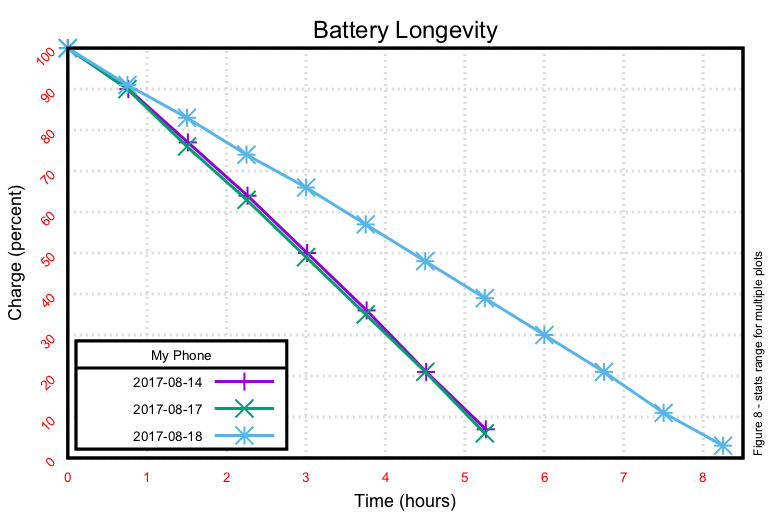 Battery Longevity
Charge (percent)
100
90
80
70
60
50
40
30
20
10
0
My Phone
2017-08-14
2017-08-17
2017-08-18
0 1 2 3 4 5 6 7 8
Time (hours)
Figure 8 - stats range for multiple plots